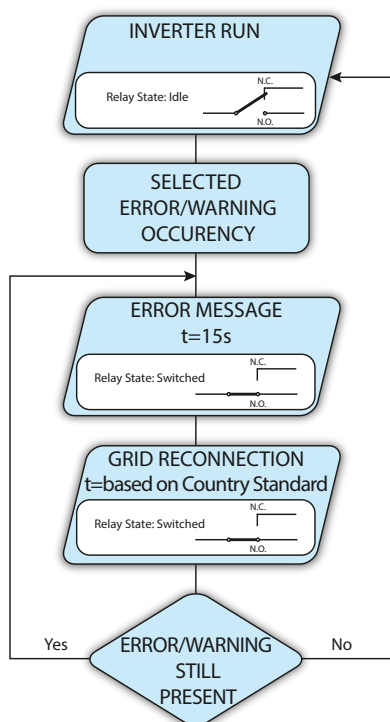 INVERTER RUN
N.C.
Relay State: Idle
N.O.
SELECTED
ERROR/WARNING
OCCURENCY
ERROR MESSAGE
t=15s
N.C.
Relay State: Switched
N.O.
GRID RECONNECTION
t=based on Country Standard
N.C.
Relay State: Switched
N.O.
Yes
ERROR/WARNING
STILL
PRESENT
No